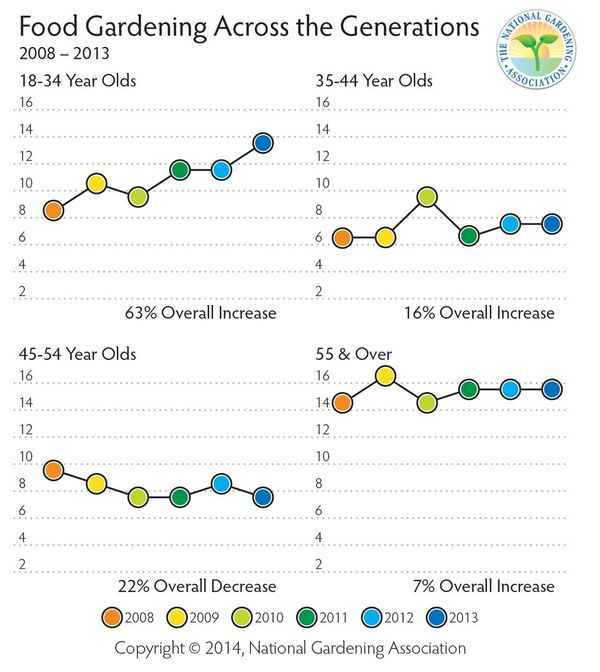 Food Gardening Across the Generations
2008 – 2013
THE NATIONAL GARDENING
• ASSOCIATION •
18-34 Year Olds
16
14
12
10
8
6
4
2
63% Overall Increase
35-44 Year Olds
16
14
12
10
8
6
4
2
16% Overall Increase
45-54 Year Olds
16
14
12
10
8
6
4
2
22% Overall Decrease
55 & Over
16
14
12
10
8
6
4
2
7% Overall Increase
2008 2009 2010 2011 2012 2013
Copyright © 2014, National Gardening Association